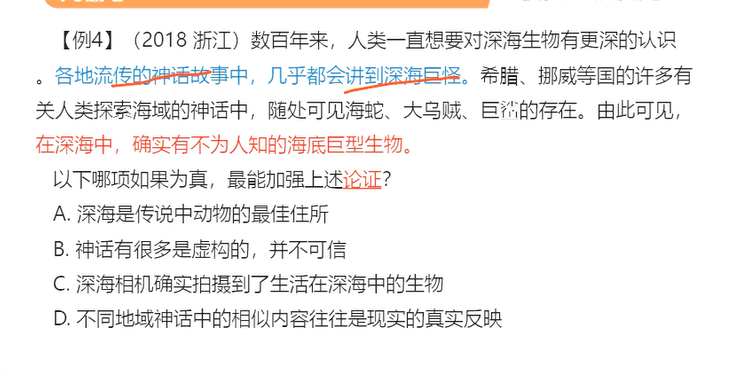 【例4】（2018 浙江）数百年来，人类一直想要对深海生物有更深的认识
。各地流传的神话故事中，几乎都会讲到深海巨怪。希腊、挪威等国的许多有
关人类探索海域的神话中，随处可见海蛇、大乌贼、巨鲨的存在。由此可见，
在深海中，确实有不为人知的海底巨型生物。
以下哪项如果为真，最能加强上述论证？
A. 深海是传说中动物的最佳住所
B. 神话有很多是虚构的，并不可信
C. 深海相机确实拍摄到了生活在深海中的生物
D. 不同地域神话中的相似内容往往是现实的真实反映